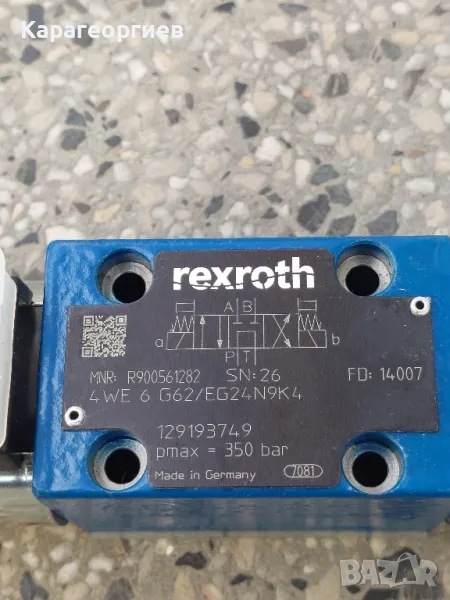 Карагеоргиев
rexroth
A B
a b
P T
MNR: R900561282 SN: 26 FD: 14007
4WE 6 G62/EG24N9K4
129193749
pmax = 350 bar
Made in Germany 7081
BAZAR